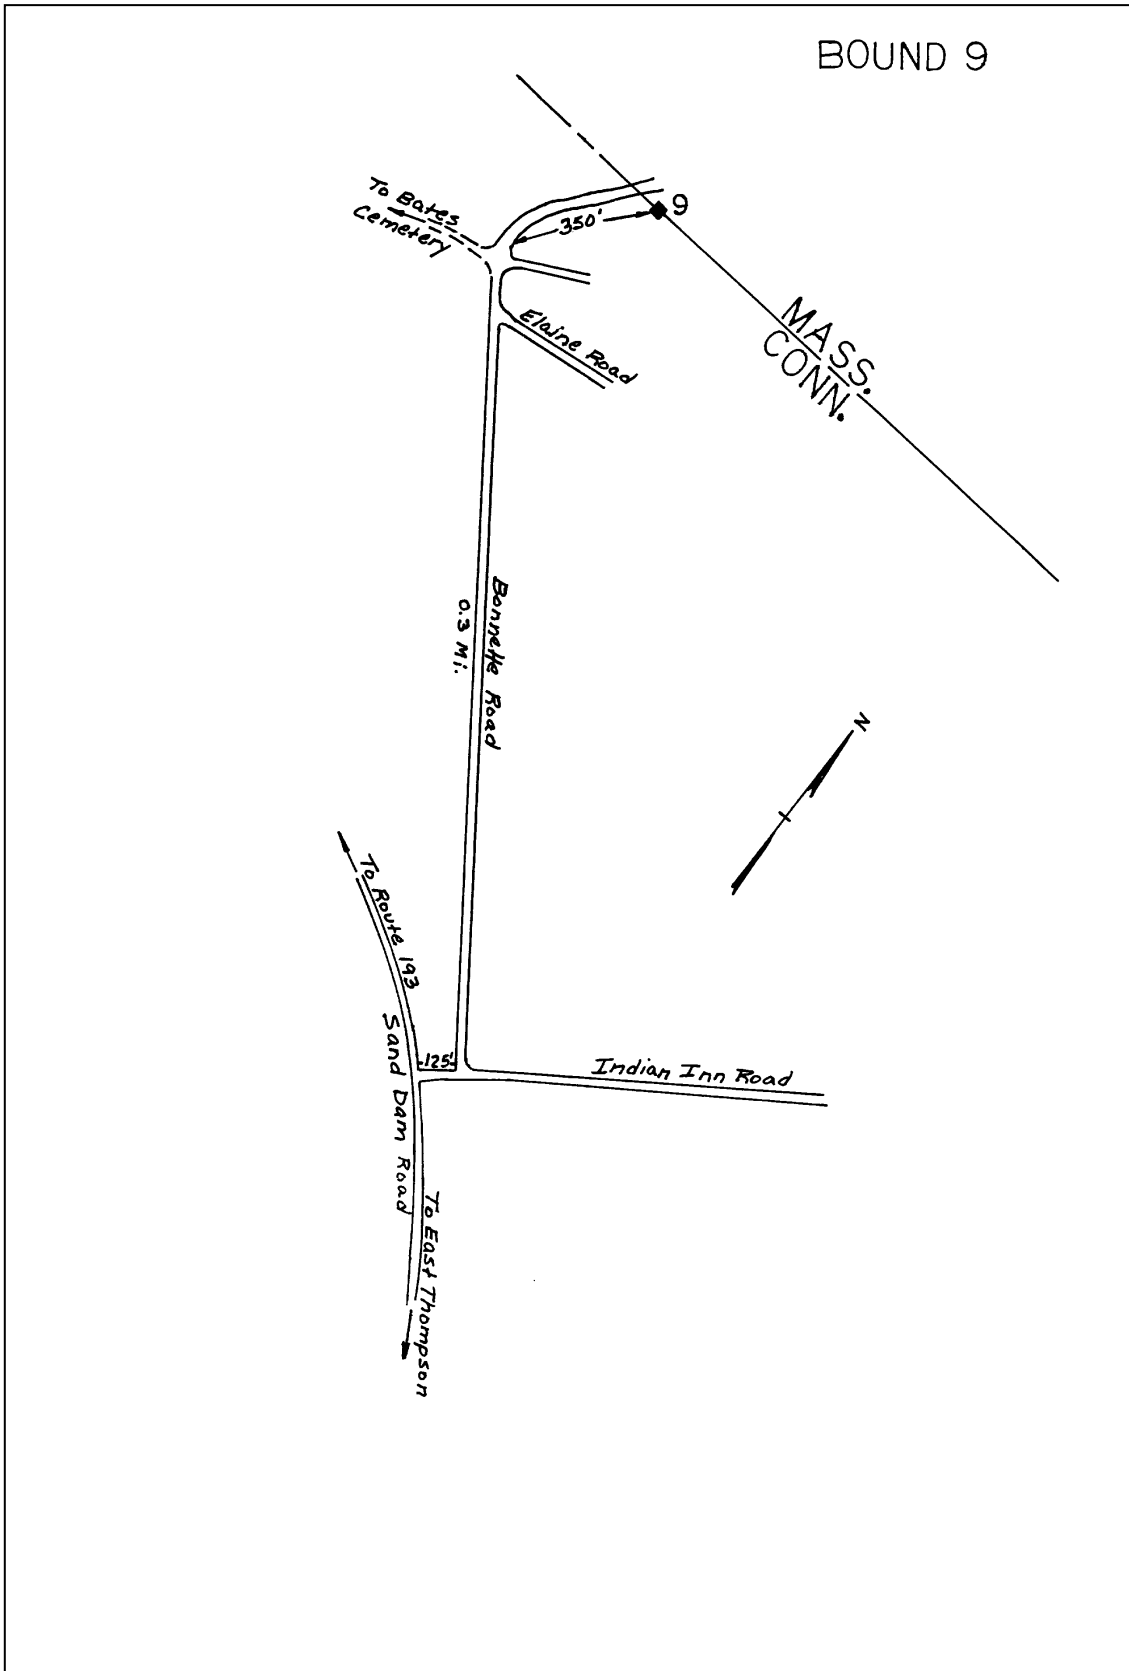 BOUND 9
To Bates
Cemetery
350'
9
Elaine Road
MASS.
CONN.
Bonnette Road
0.3 Mi.
N
To Route 193
Sand Dam Road
125'
Indian Inn Road
To East Thompson